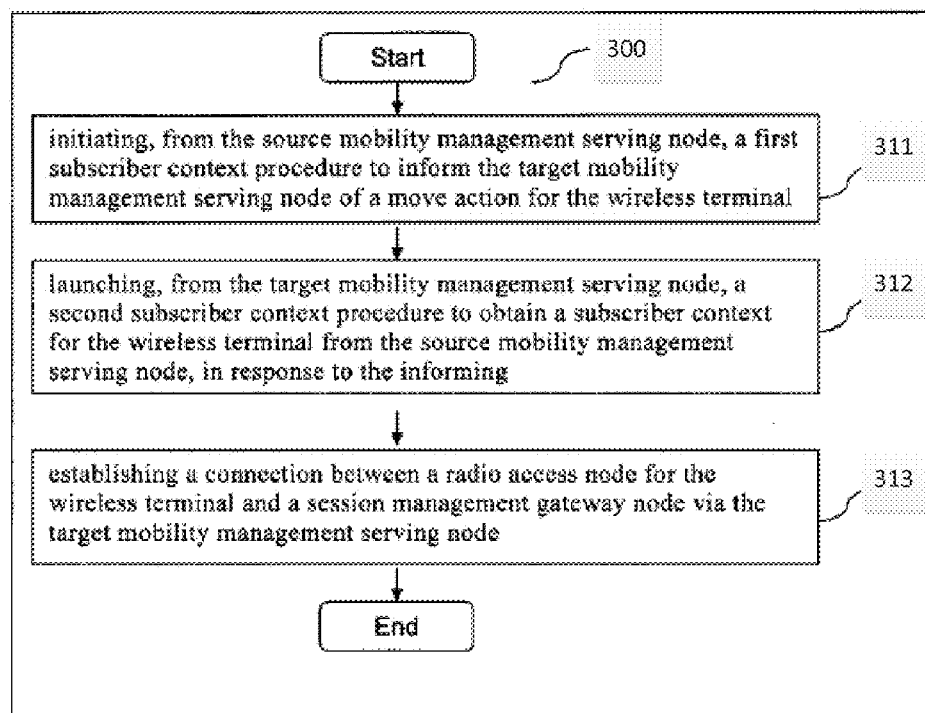 Start
300
initiating, from the source mobility management serving node, a first
subscriber context procedure to inform the target mobility
management serving node of a move action for the wireless terminal
311
launching, from the target mobility management serving node, a
second subscriber context procedure to obtain a subscriber context
for the wireless terminal from the source mobility management
serving node, in response to the informing
312
establishing a connection between a radio access node for the
wireless terminal and a session management gateway node via the
target mobility management serving node
313
End